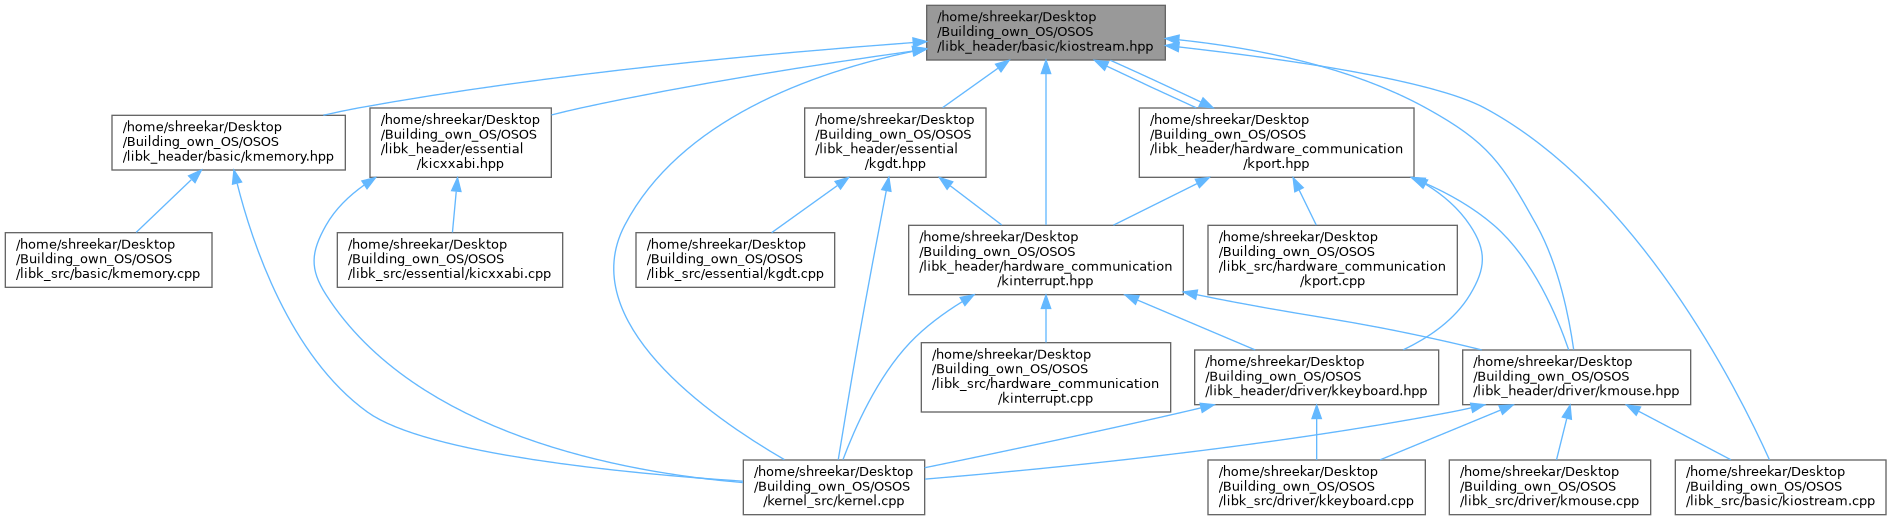 /home/shreekar/Desktop
/Building_own_OS/OSOS
/libk_header/basic/kiostream.hpp
/home/shreekar/Desktop
/Building_own_OS/OSOS
/libk_header/basic/kmemory.hpp
/home/shreekar/Desktop
/Building_own_OS/OSOS
/libk_header/essential
/kicxxabi.hpp
/home/shreekar/Desktop
/Building_own_OS/OSOS
/libk_header/essential
/kgdt.hpp
/home/shreekar/Desktop
/Building_own_OS/OSOS
/libk_header/hardware_communication
/kport.hpp
/home/shreekar/Desktop
/Building_own_OS/OSOS
/libk_src/basic/kmemory.cpp
/home/shreekar/Desktop
/Building_own_OS/OSOS
/libk_src/essential/kicxxabi.cpp
/home/shreekar/Desktop
/Building_own_OS/OSOS
/libk_src/essential/kgdt.cpp
/home/shreekar/Desktop
/Building_own_OS/OSOS
/libk_header/hardware_communication
/kinterrupt.hpp
/home/shreekar/Desktop
/Building_own_OS/OSOS
/libk_src/hardware_communication
/kport.cpp
/home/shreekar/Desktop
/Building_own_OS/OSOS
/libk_src/hardware_communication
/kinterrupt.cpp
/home/shreekar/Desktop
/Building_own_OS/OSOS
/libk_header/driver/kkeyboard.hpp
/home/shreekar/Desktop
/Building_own_OS/OSOS
/libk_header/driver/kmouse.hpp
/home/shreekar/Desktop
/Building_own_OS/OSOS
/kernel_src/kernel.cpp
/home/shreekar/Desktop
/Building_own_OS/OSOS
/libk_src/driver/kkeyboard.cpp
/home/shreekar/Desktop
/Building_own_OS/OSOS
/libk_src/driver/kmouse.cpp
/home/shreekar/Desktop
/Building_own_OS/OSOS
/libk_src/basic/kiostream.cpp